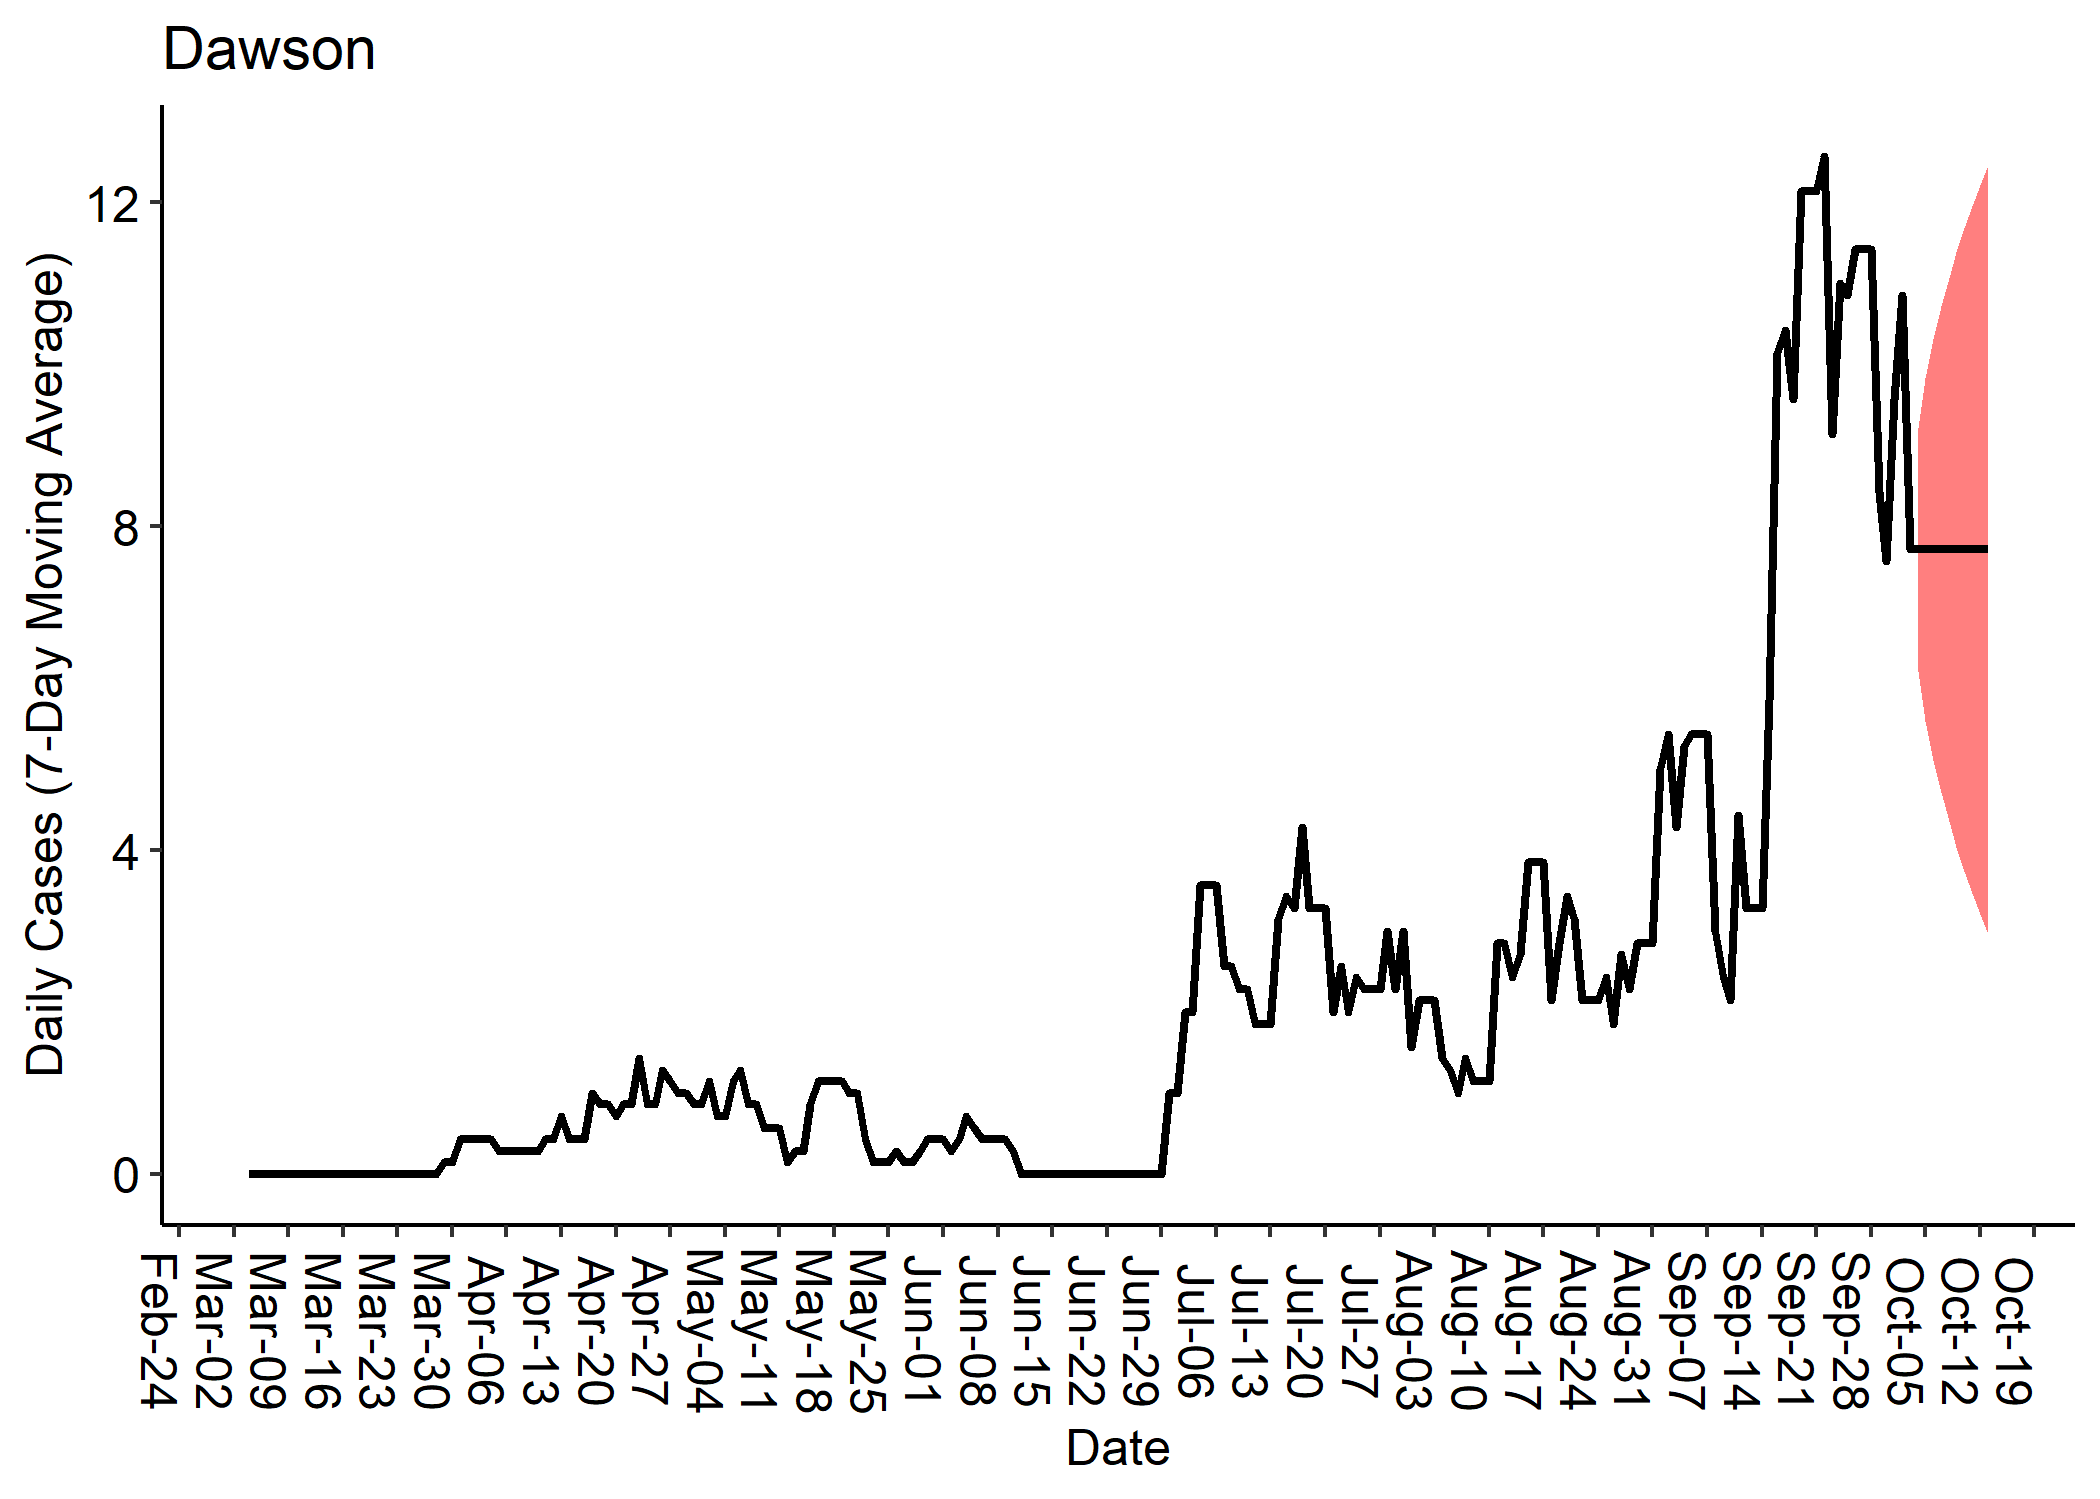 Dawson
Daily Cases (7-Day Moving Average)
12
8
4
0
Feb-24
Mar-02
Mar-09
Mar-16
Mar-23
Mar-30
Apr-06
Apr-13
Apr-20
Apr-27
May-04
May-11
May-18
May-25
Jun-01
Jun-08
Jun-15
Jun-22
Jun-29
Jul-06
Jul-13
Jul-20
Jul-27
Aug-03
Aug-10
Aug-17
Aug-24
Aug-31
Sep-07
Sep-14
Sep-21
Sep-28
Oct-05
Oct-12
Oct-19
Date